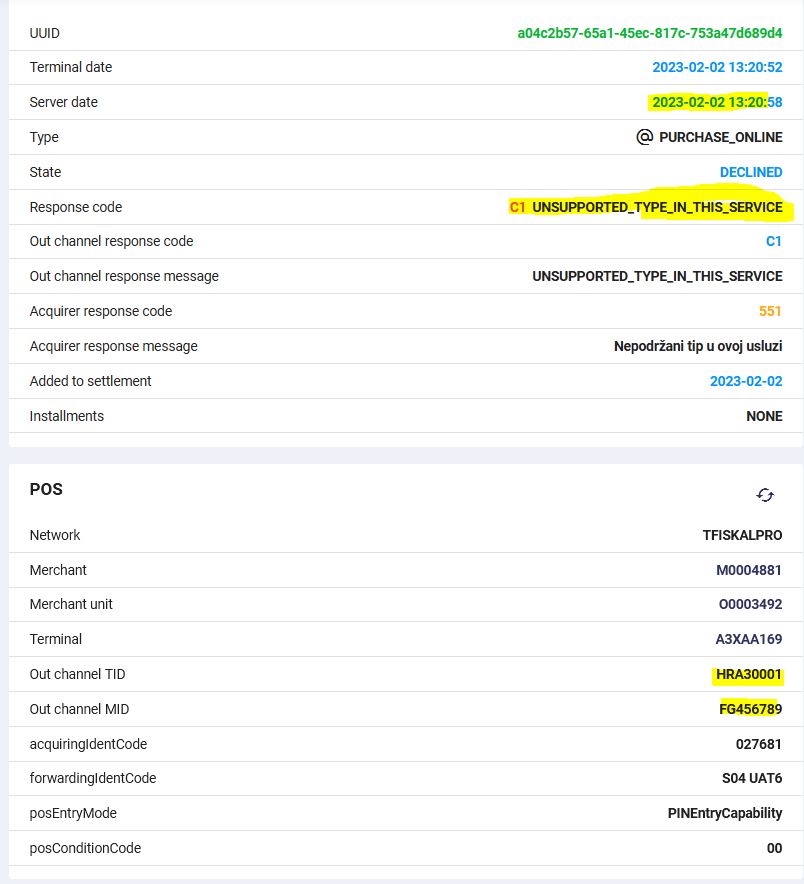 UUID a04c2b57-65a1-45ec-817c-753a47d689d4
Terminal date 2023-02-02 13:20:52
Server date 2023-02-02 13:20:58
Type @ PURCHASE_ONLINE
State DECLINED
Response code C1 UNSUPPORTED_TYPE_IN_THIS_SERVICE
Out channel response code C1
Out channel response message UNSUPPORTED_TYPE_IN_THIS_SERVICE
Acquirer response code 551
Acquirer response message Nepodržani tip u ovoj usluzi
Added to settlement 2023-02-02
Installments NONE
POS
Network TFISKALPRO
Merchant M0004881
Merchant unit O0003492
Terminal A3XAA169
Out channel TID HRA30001
Out channel MID FG456789
acquiringIdentCode 027681
forwardingIdentCode S04 UAT6
posEntryMode PINEntryCapability
posConditionCode 00